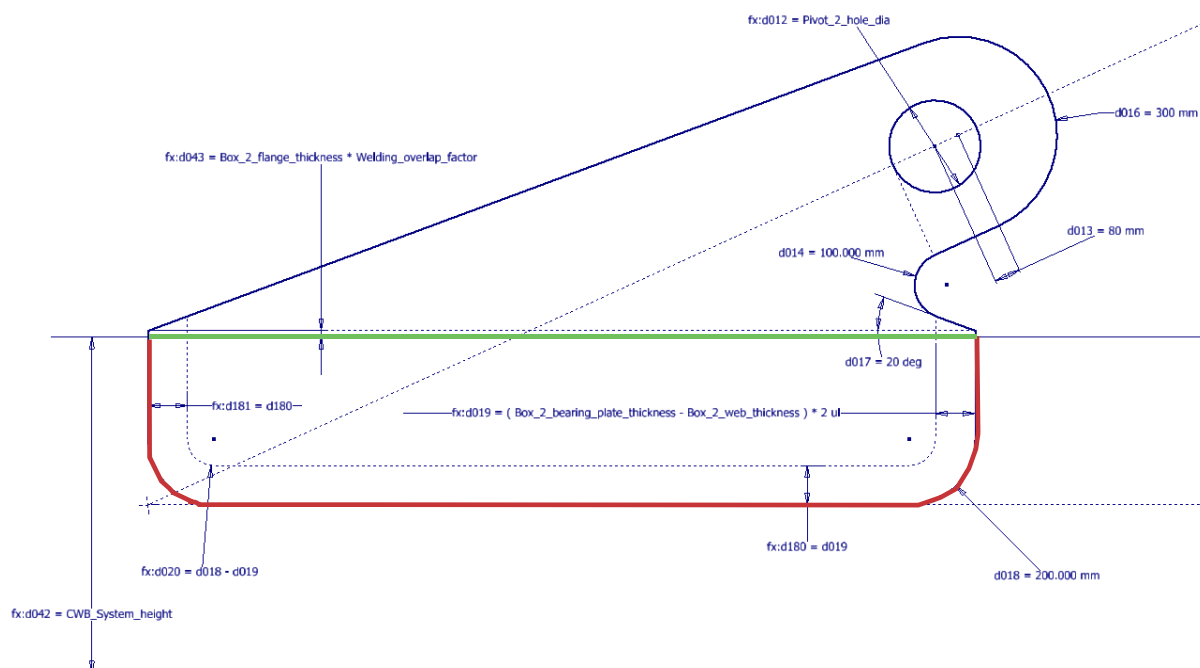 fx:d012 = Pivot_2_hole_dia
d016 = 300 mm
fx:d043 = Box_2_flange_thickness * Welding_overlap_factor
d013 = 80 mm
d014 = 100.000 mm
d017 = 20 deg
fx:d181 = d180
fx:d019 = ( Box_2_bearing_plate_thickness - Box_2_web_thickness ) * 2 ul
fx:d180 = d019
fx:d020 = d018 - d019
d018 = 200.000 mm
fx:d042 = CWB_System_height